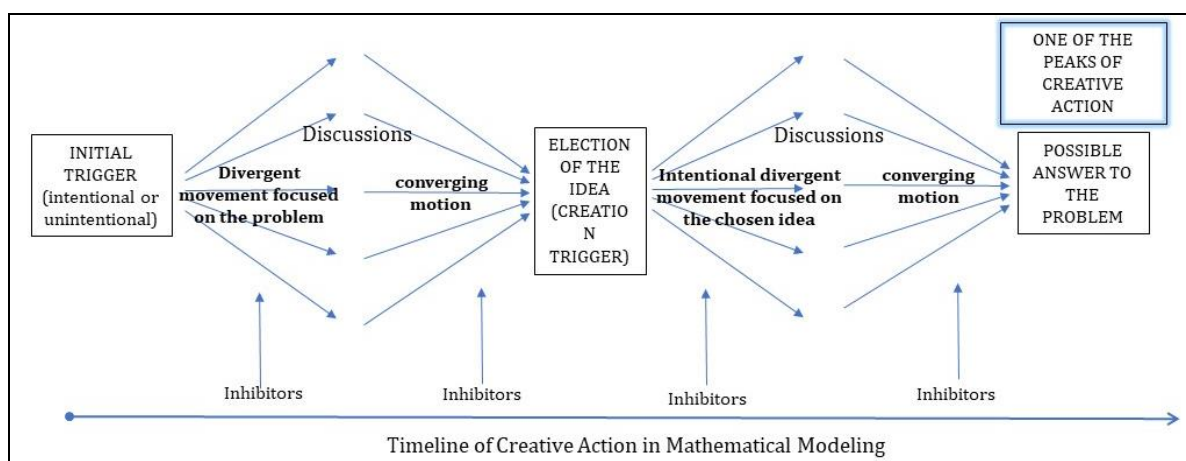 INITIAL
TRIGGER
(intentional or
unintentional)
Discussions
Divergent
movement focused
on the problem
converging
motion
ELECTION
OF THE
IDEA
(CREATIO
N
TRIGGER)
Discussions
Intentional divergent
movement focused on
the chosen idea
converging
motion
ONE OF THE
PEAKS OF
CREATIVE
ACTION
POSSIBLE
ANSWER TO
THE
PROBLEM
Inhibitors
Inhibitors
Inhibitors
Inhibitors
Timeline of Creative Action in Mathematical Modeling